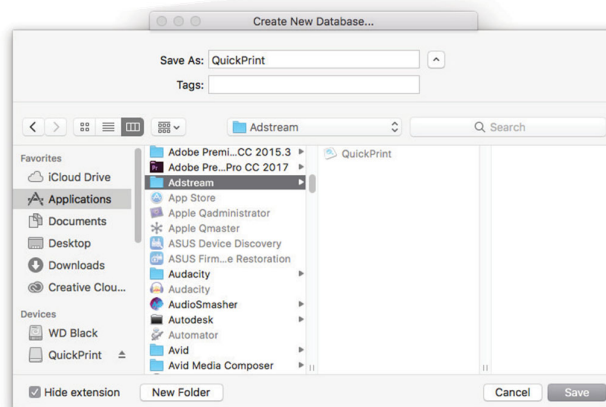 Create New Database...
Save As: QuickPrint
Tags:
Adstream
Search
Favorites
iCloud Drive
Applications
Documents
Desktop
Downloads
Creative Clou...
Devices
WD Black
QuickPrint
Adobe Premi...CC 2015.3
Adobe Pre...Pro CC 2017
Adstream
App Store
Apple Qadministrator
Apple Qmaster
ASUS Device Discovery
ASUS Firm...e Restoration
Audacity
Audacity
AudioSmasher
Autodesk
Automator
Avid
Avid Media Composer
QuickPrint
Hide extension
New Folder
Cancel
Save